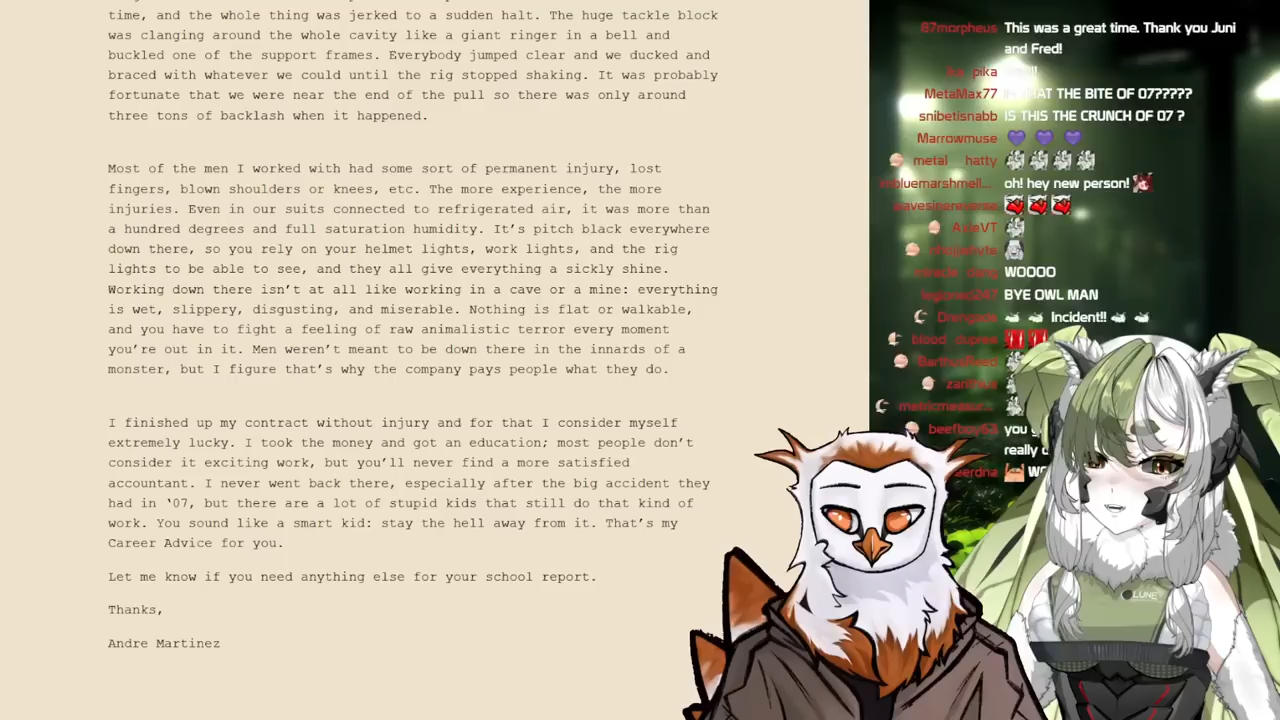 time, and the whole thing was jerked to a sudden halt. The huge tackle block
was clanging around the whole cavity like a giant ringer in a bell and
buckled one of the support frames. Everybody jumped clear and we ducked and
braced with whatever we could until the rig stopped shaking. It was probably
fortunate that we were near the end of the pull so there was only around
three tons of backlash when it happened.
Most of the men I worked with had some sort of permanent injury, lost
fingers, blown shoulders or knees, etc. The more experience, the more
injuries. Even in our suits connected to refrigerated air, it was more than
a hundred degrees and full saturation humidity. It’s pitch black everywhere
down there, so you rely on your helmet lights, work lights, and the rig
lights to be able to see, and they all give everything a sickly shine.
Working down there isn’t at all like working in a cave or a mine: everything
is wet, slippery, disgusting, and miserable. Nothing is flat or walkable,
and you have to fight a feeling of raw animalistic terror every moment
you’re out in it. Men weren’t meant to be down there in the innards of a
monster, but I figure that’s why the company pays people what they do.
I finished up my contract without injury and for that I consider myself
extremely lucky. I took the money and got an education; most people don’t
consider it exciting work, but you’ll never find a more satisfied
accountant. I never went back there, especially after the big accident they
had in ‘07, but there are a lot of stupid kids that still do that kind of
work. You sound like a smart kid: stay the hell away from it. That’s my
Career Advice for you.
Let me know if you need anything else for your school report.
Thanks,
Andre Martinez
67morpheus This was a great time. Thank you Juni
and Fred!
pika
MetaMax77 THAT THE BITE OF 07?????
snibetisnabb IS THIS THE CRUNCH OF 07 ?
Marrowmuse
metal hatty
oh! hey new person!
WOOOO
BYE OWL MAN
Incident!!
beefboy63 you
really
LUNE